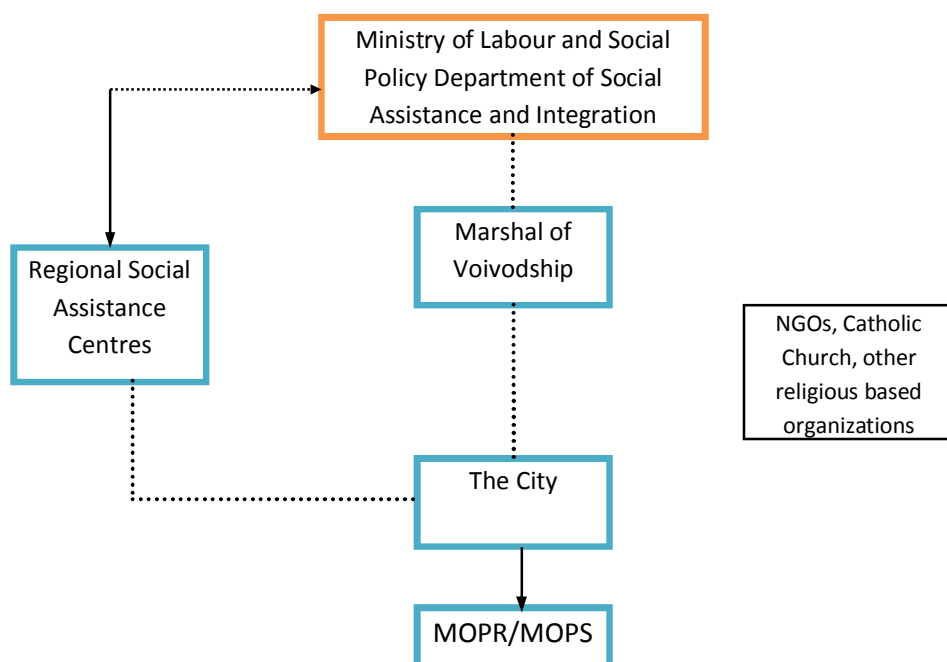 Ministry of Labour and Social
Policy Department of Social
Assistance and Integration
Marshal of
Voivodship
Regional Social
Assistance
Centres
NGOs, Catholic
Church, other
religious based
organizations
The City
MOPR/MOPS